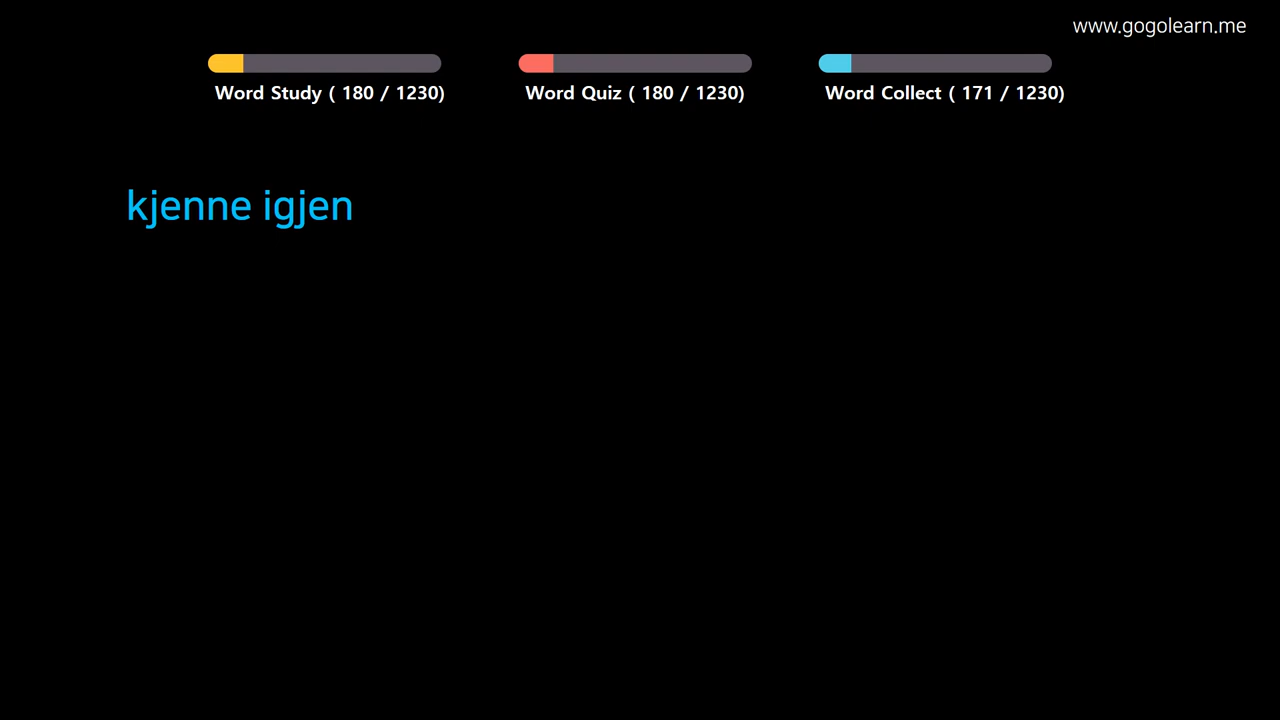 www.gogolearn.me
Word Study ( 180 / 1230)
Word Quiz ( 180 / 1230)
Word Collect ( 171 / 1230)
kjenne igjen